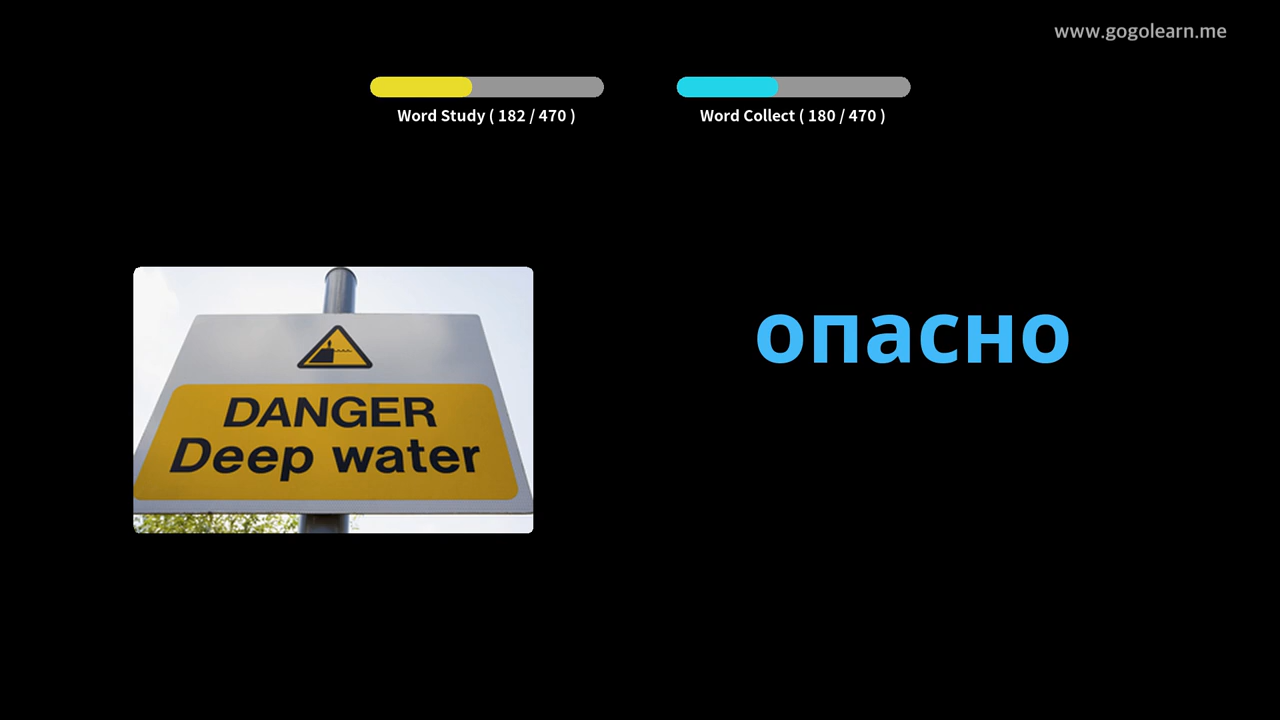 www.gogolearn.me
Word Study ( 182 / 470 )
Word Collect ( 180 / 470 )
DANGER
Deep water
опасно